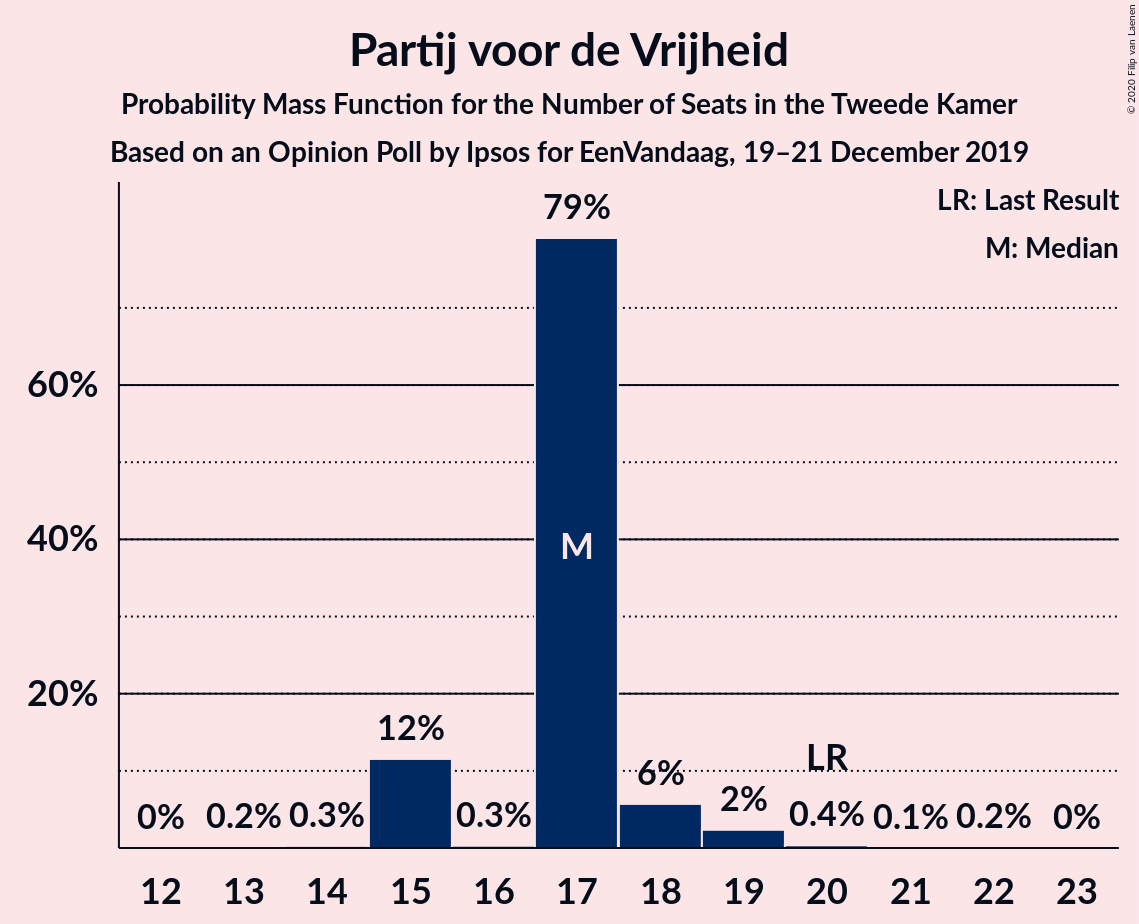 Partij voor de Vrijheid
Probability Mass Function for the Number of Seats in the Tweede Kamer
Based on an Opinion Poll by Ipsos for EenVandaag, 19–21 December 2019
© 2020 Filip van Laenen
LR: Last Result
M: Median
79%
60%
40%
M
20%
12%
LR
6%
2%
0% 0.2% 0.3% 0.3% 0.4% 0.1% 0.2% 0%
12 13 14 15 16 17 18 19 20 21 22 23